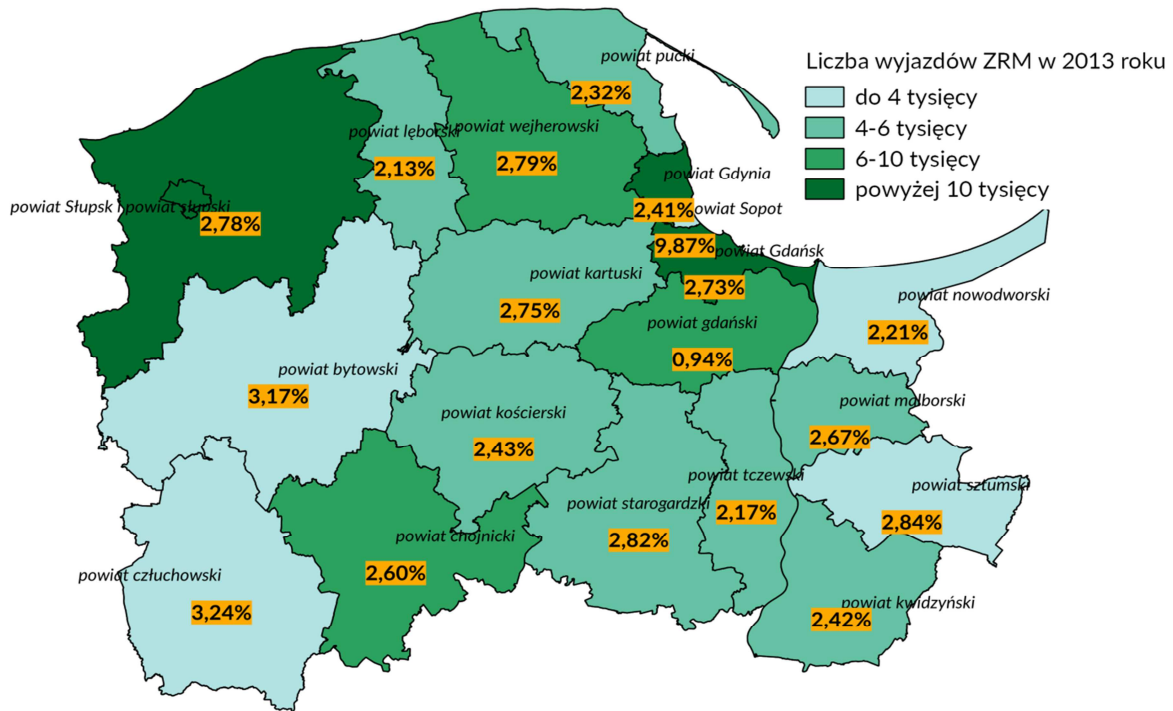 Liczba wyjazdów ZRM w 2013 roku
do 4 tysięcy
4-6 tysięcy
6-10 tysięcy
powyżej 10 tysięcy
powiat pucki
2,32%
powiat lęborski
2,13%
powiat wejherowski
2,79%
powiat Gdynia
2,41%
powiat Słupsk i powiat słupski
2,78%
owiat Sopot
9,87%
powiat Gdańsk
2,73%
powiat kartuski
2,75%
powiat gdański
0,94%
powiat nowodworski
2,21%
powiat bytowski
3,17%
powiat kościerski
2,43%
powiat malborski
2,67%
powiat starogardzki
2,82%
powiat tczewski
2,17%
powiat sztumski
2,84%
powiat chojnicki
2,60%
powiat człuchowski
3,24%
powiat kwidzyński
2,42%